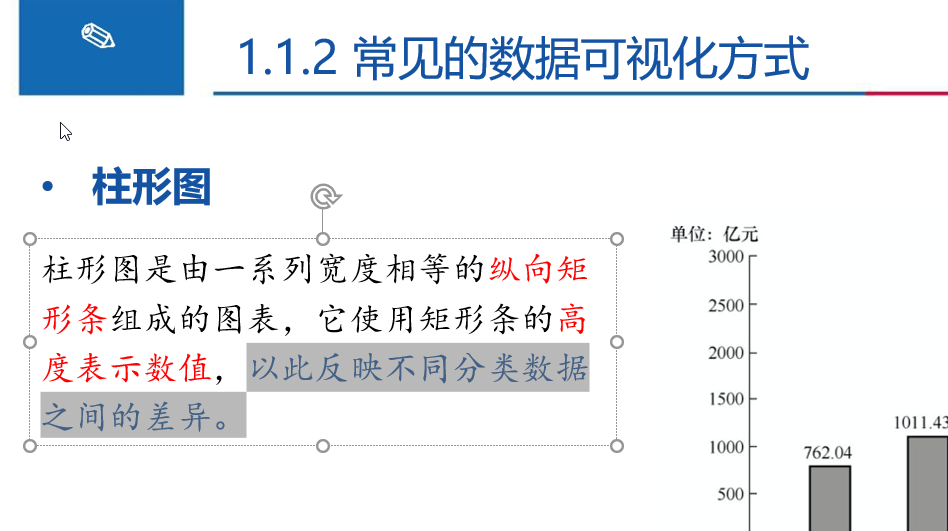 1.1.2 常见的数据可视化方式
• 柱形图
柱形图是由一系列宽度相等的纵向矩
形条组成的图表，它使用矩形条的高
度表示数值，以此反映不同分类数据
之间的差异。
单位：亿元
3000
2500
2000
1500
1000
500
762.04
1011.43